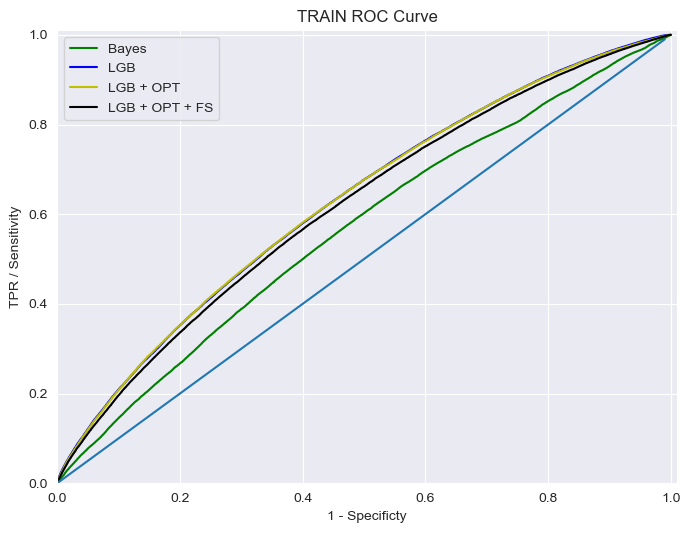 TRAIN ROC Curve
1.0
0.8
0.6
0.4
0.2
0.0
TPR / Sensitivity
Bayes
LGB
LGB + OPT
LGB + OPT + FS
0.0 0.2 0.4 0.6 0.8 1.0
1 - Specificty